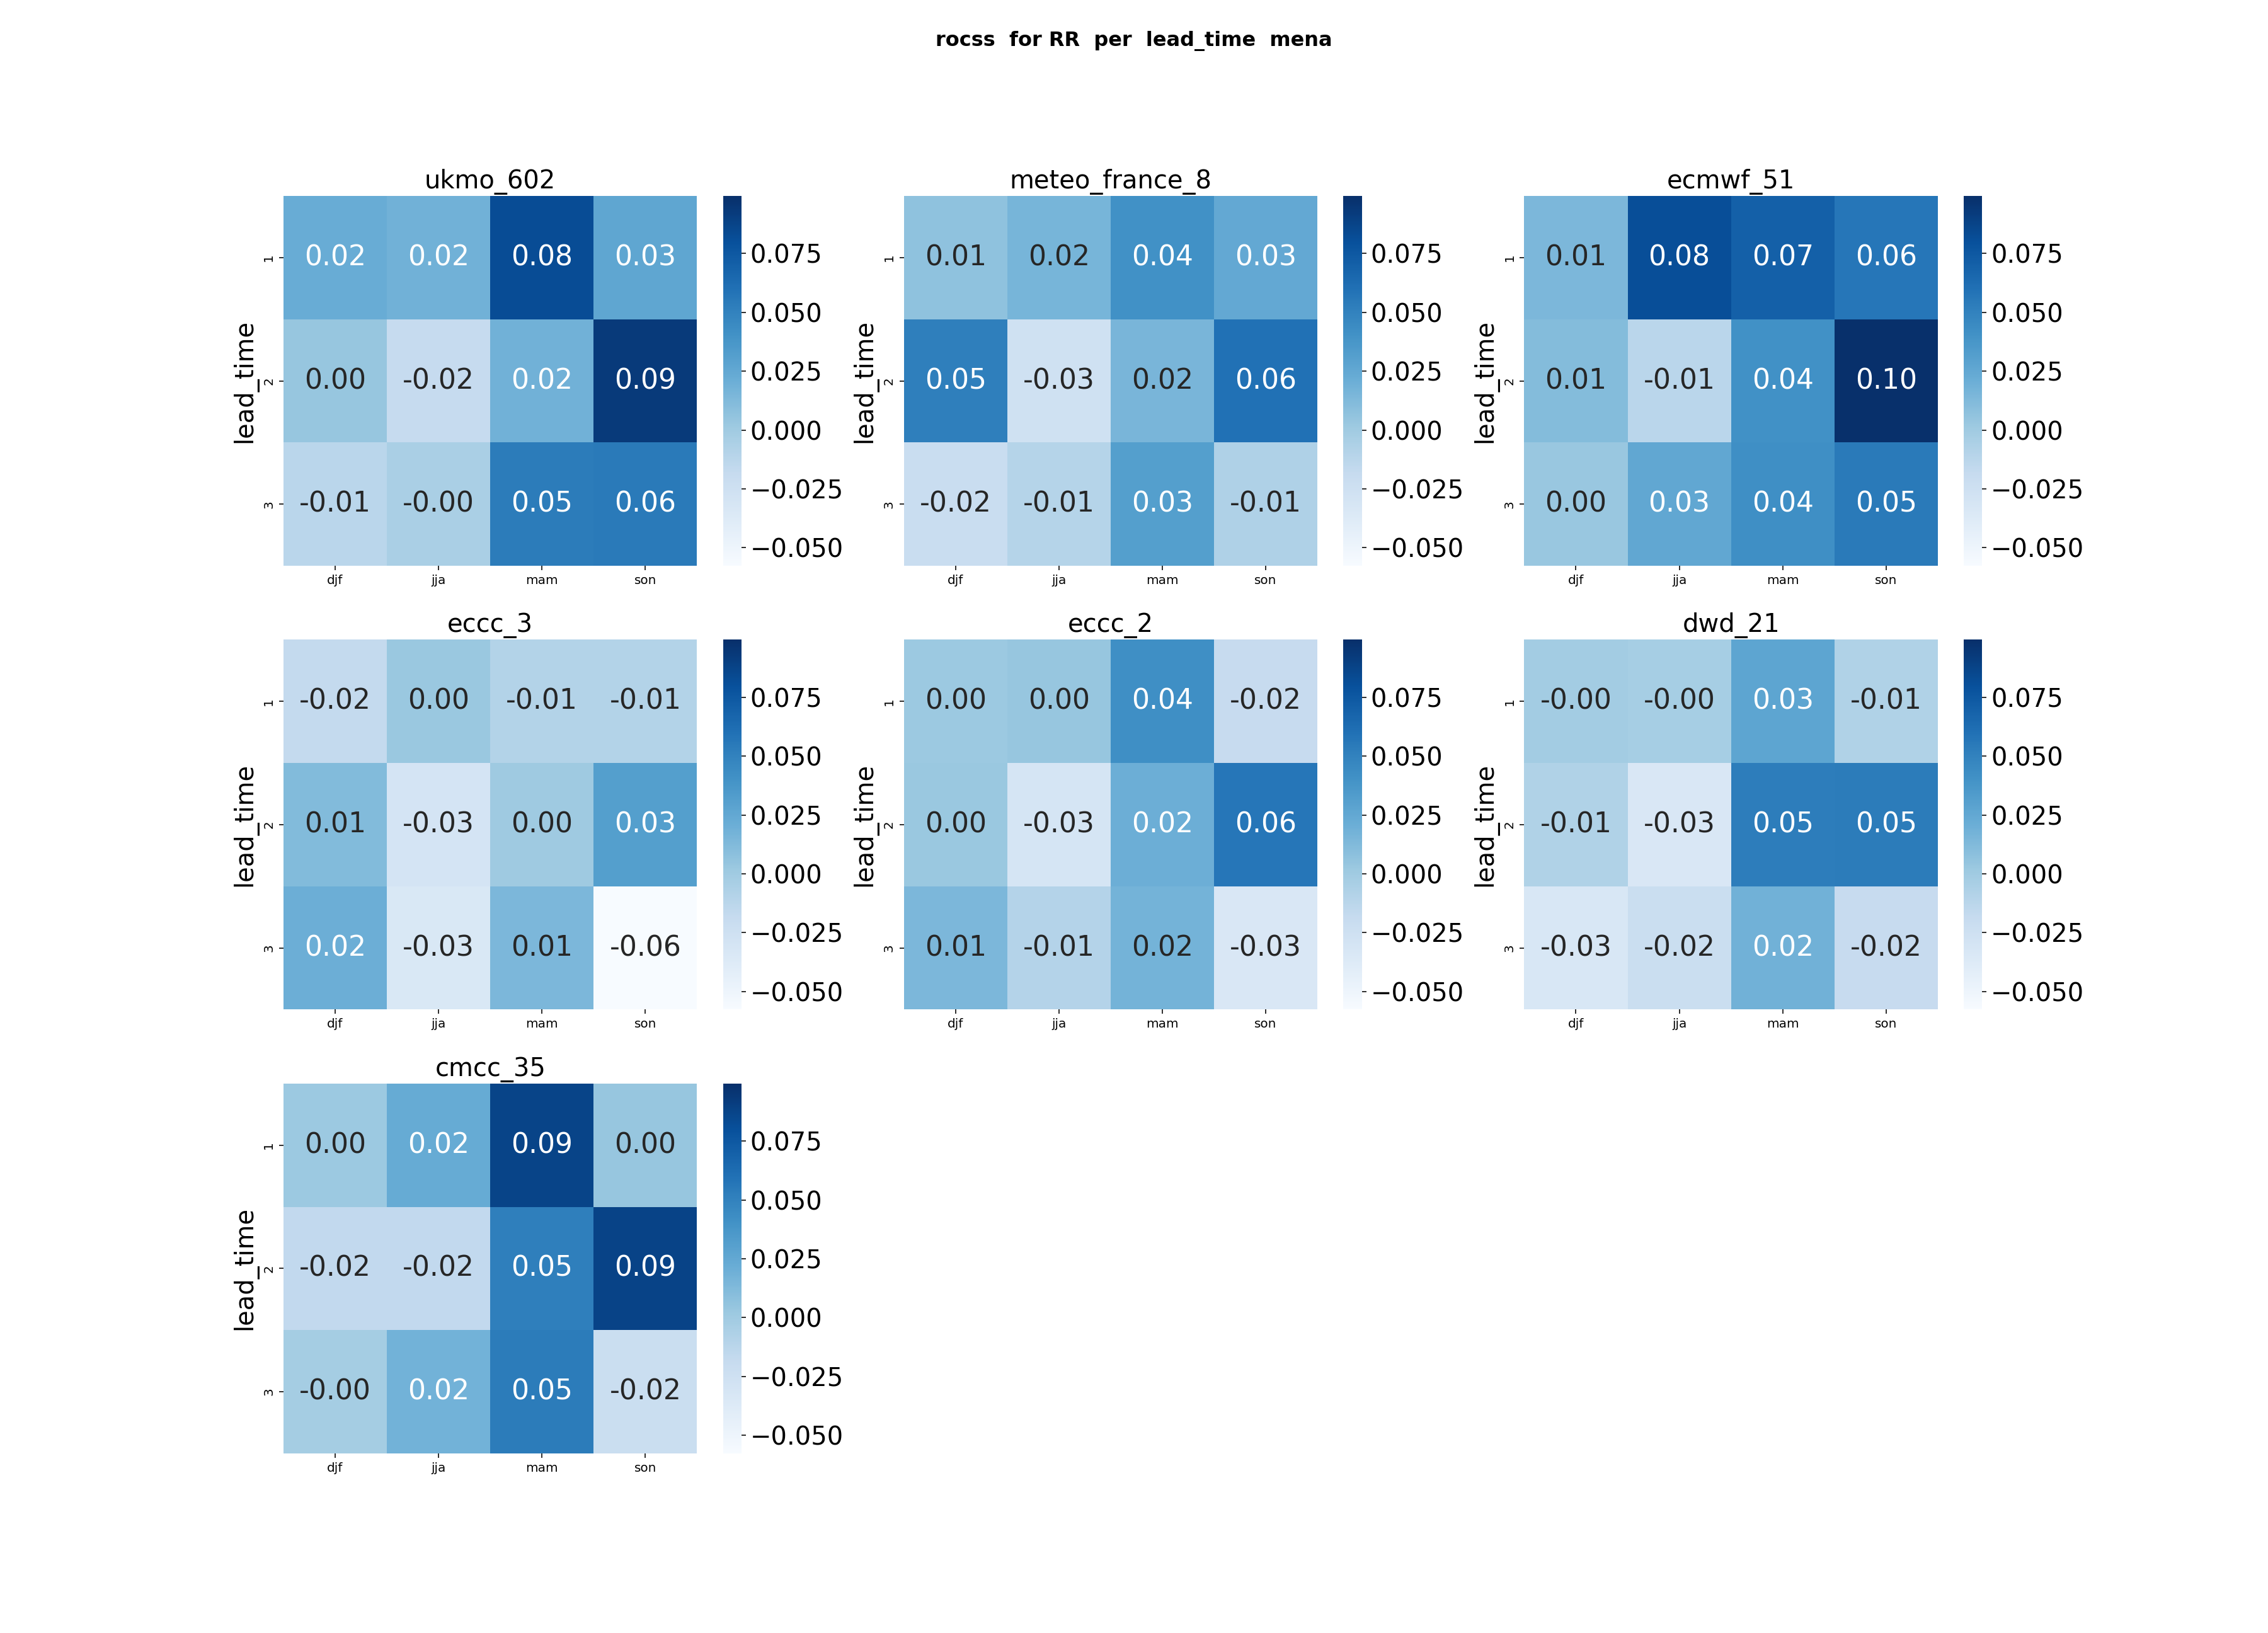 rocss  for RR  per  lead_time  mena
ukmo_602
lead_time
1
0.02 0.02 0.08 0.03
2
0.00 -0.02 0.02 0.09
3
-0.01 -0.00 0.05 0.06
djf jja mam son
0.075
0.050
0.025
0.000
−0.025
−0.050
meteo_france_8
lead_time
1
0.01 0.02 0.04 0.03
2
0.05 -0.03 0.02 0.06
3
-0.02 -0.01 0.03 -0.01
djf jja mam son
0.075
0.050
0.025
0.000
−0.025
−0.050
ecmwf_51
lead_time
1
0.01 0.08 0.07 0.06
2
0.01 -0.01 0.04 0.10
3
0.00 0.03 0.04 0.05
djf jja mam son
0.075
0.050
0.025
0.000
−0.025
−0.050
eccc_3
lead_time
1
-0.02 0.00 -0.01 -0.01
2
0.01 -0.03 0.00 0.03
3
0.02 -0.03 0.01 -0.06
djf jja mam son
0.075
0.050
0.025
0.000
−0.025
−0.050
eccc_2
lead_time
1
0.00 0.00 0.04 -0.02
2
0.00 -0.03 0.02 0.06
3
0.01 -0.01 0.02 -0.03
djf jja mam son
0.075
0.050
0.025
0.000
−0.025
−0.050
dwd_21
lead_time
1
-0.00 -0.00 0.03 -0.01
2
-0.01 -0.03 0.05 0.05
3
-0.03 -0.02 0.02 -0.02
djf jja mam son
0.075
0.050
0.025
0.000
−0.025
−0.050
cmcc_35
lead_time
1
0.00 0.02 0.09 0.00
2
-0.02 -0.02 0.05 0.09
3
-0.00 0.02 0.05 -0.02
djf jja mam son
0.075
0.050
0.025
0.000
−0.025
−0.050